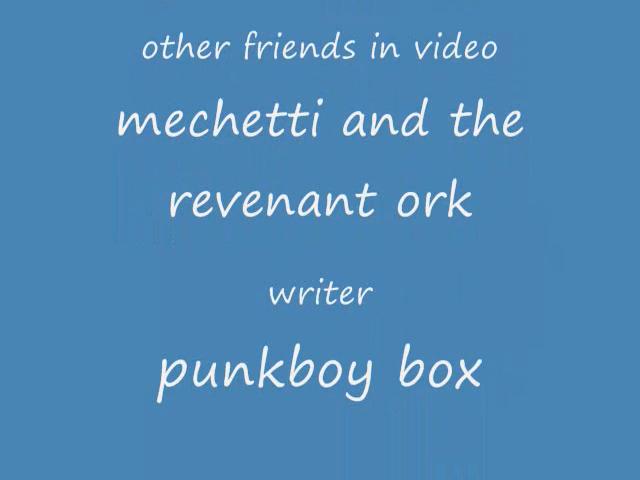 other friends in video
mechetti and the
revenant ork
writer
punkboy box